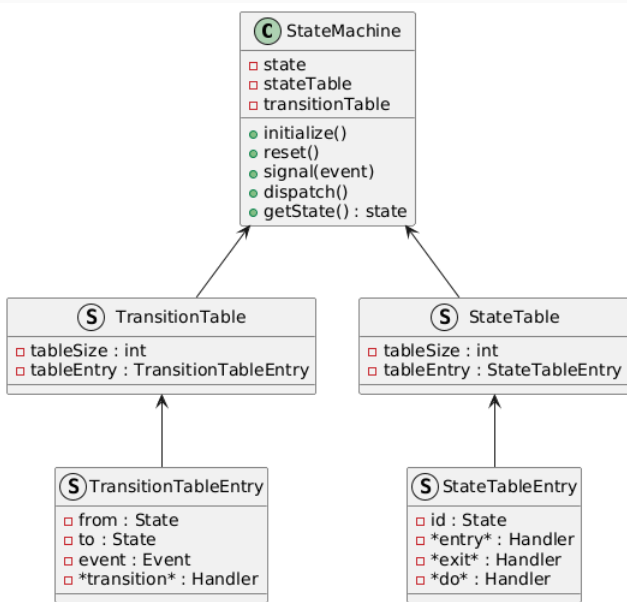 C StateMachine
state
stateTable
transitionTable
initialize()
reset()
signal(event)
dispatch()
getState() : state
S TransitionTable
tableSize : int
tableEntry : TransitionTableEntry
S StateTable
tableSize : int
tableEntry : StateTableEntry
S TransitionTableEntry
from : State
to : State
event : Event
*transition* : Handler
S StateTableEntry
id : State
*entry* : Handler
*exit* : Handler
*do* : Handler